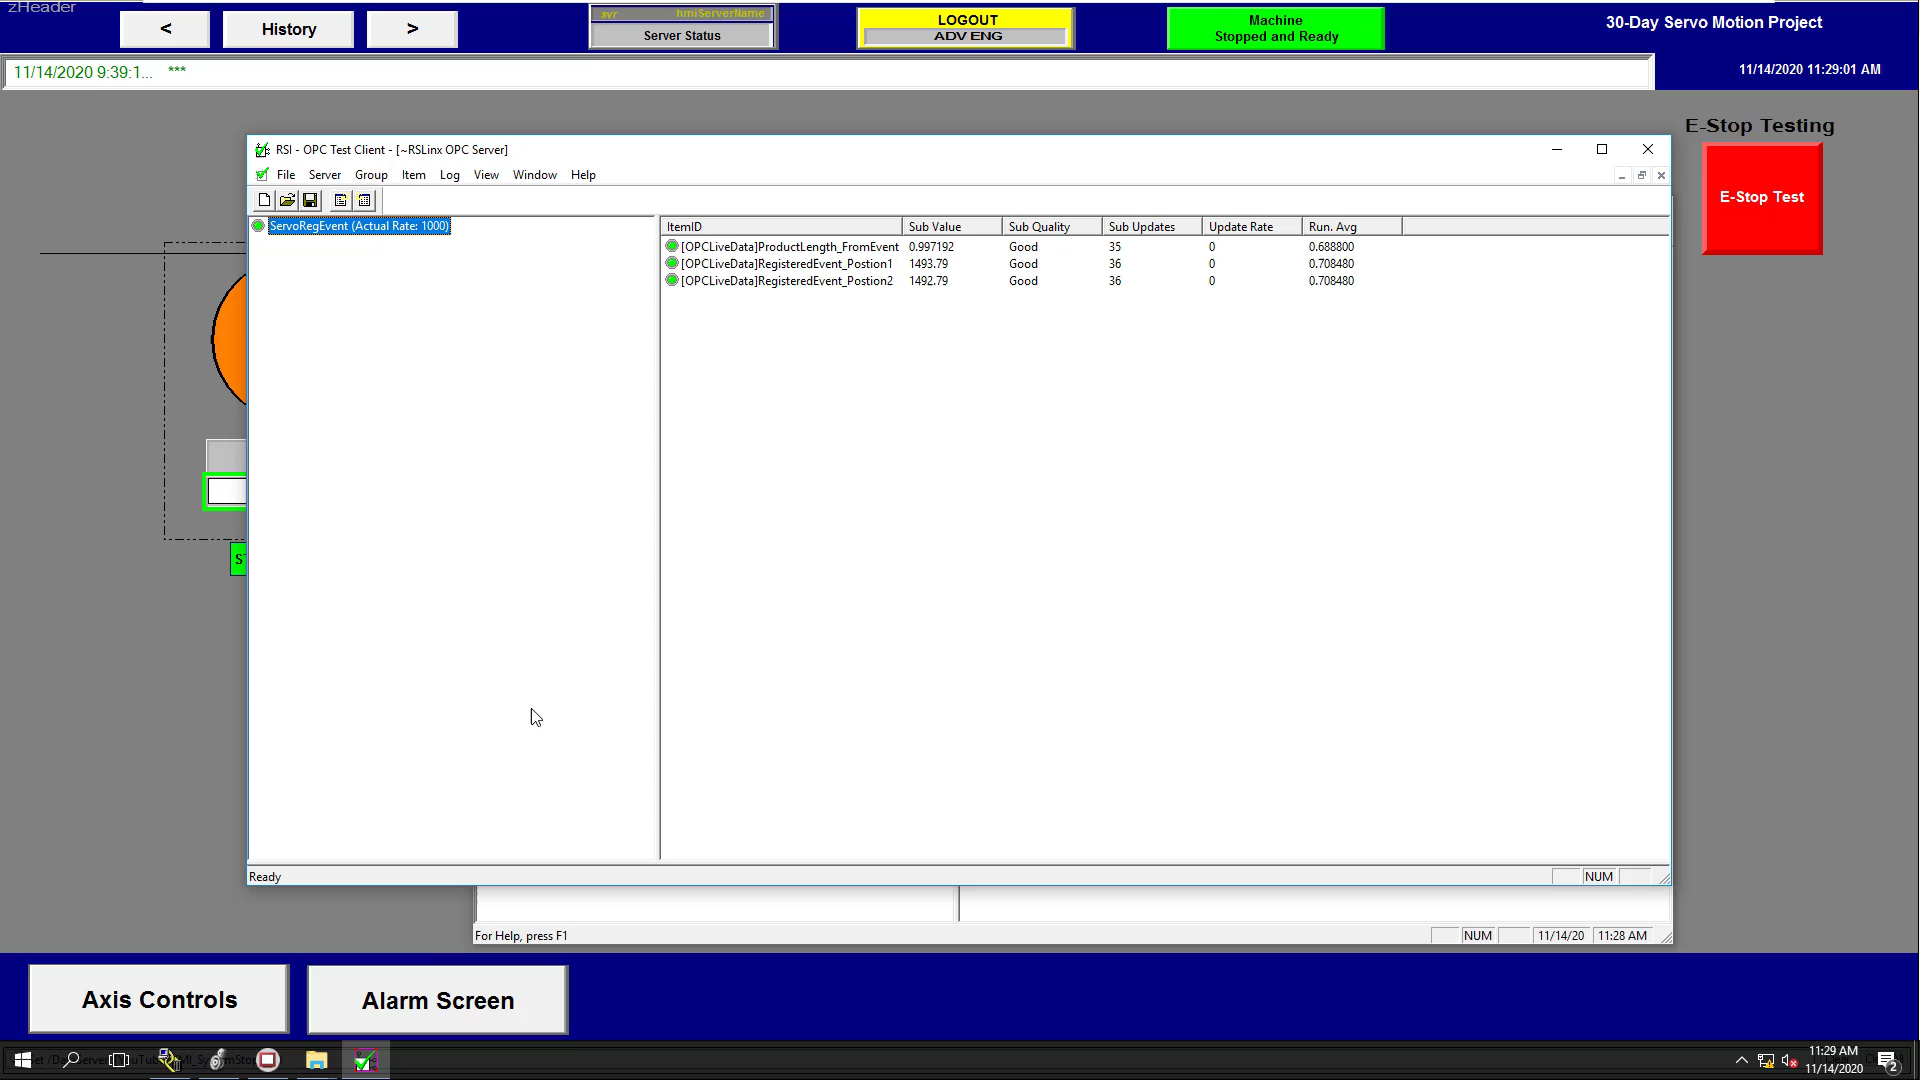 zHeader
<
History
>
svr hmiServerName
Server Status
LOGOUT
ADV ENG
Machine
Stopped and Ready
30-Day Servo Motion Project
11/14/2020 9:39:1... ***
11/14/2020 11:29:01 AM
E-Stop Testing
E-Stop Test
RSI - OPC Test Client - [~RSLinx OPC Server]
File Server Group Item Log View Window Help
ServoRegEvent (Actual Rate: 1000)
ItemID Sub Value Sub Quality Sub Updates Update Rate Run. Avg
[OPCLiveData]ProductLength_FromEvent 0.997192 Good 35 0 0.688800
[OPCLiveData]RegisteredEvent_Postion1 1493.79 Good 36 0 0.708480
[OPCLiveData]RegisteredEvent_Postion2 1492.79 Good 36 0 0.708480
Ready
NUM
For Help, press F1
NUM 11/14/20 11:28 AM
Axis Controls
Alarm Screen
11:29 AM
11/14/2020
2